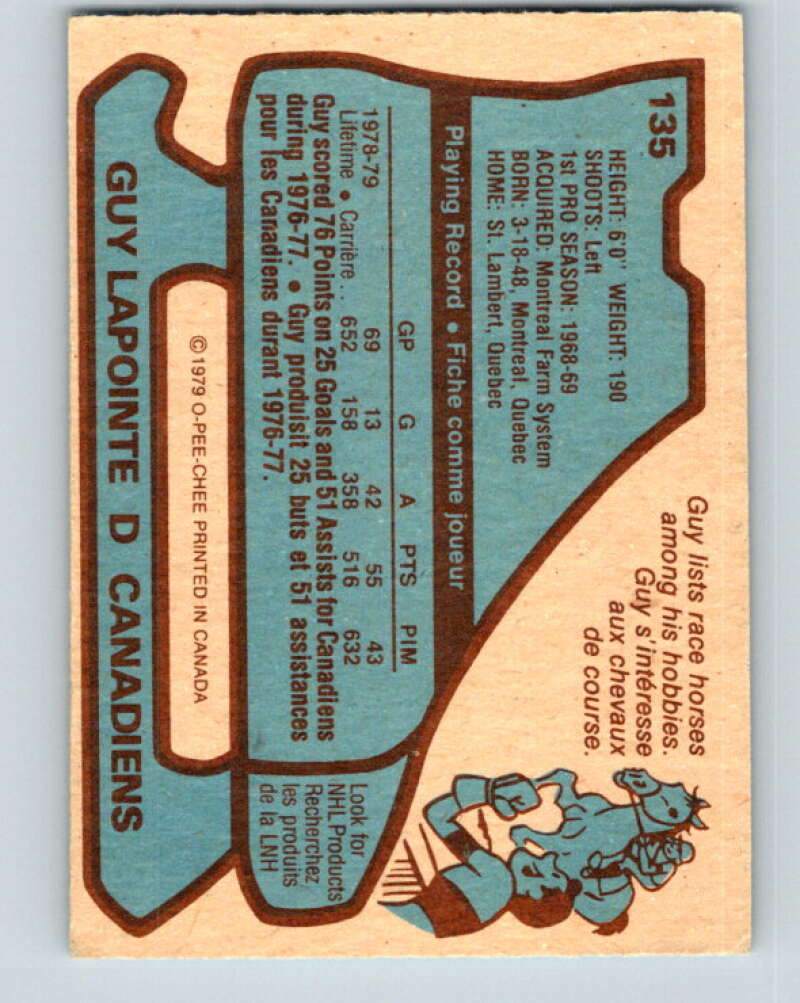 135
HEIGHT: 6'0" WEIGHT: 190
SHOOTS: Left
1st PRO SEASON: 1968-69
ACQUIRED: Montreal Farm System
BORN: 3-18-48, Montreal, Quebec
HOME: St. Lambert, Quebec
Guy lists race horses
among his hobbies.
Guy s'intéresse
aux chevaux
de course.
Playing Record • Fiche comme joueur
GP G A PTS PIM
1978-79 69 13 42 55 43
Lifetime • Carrière .. 652 158 358 516 632
Guy scored 76 Points on 25 Goals and 51 Assists for Canadiens
during 1976-77. • Guy produisit 25 buts et 51 assistances
pour les Canadiens durant 1976-77.
Look for
NHL Products
Recherchez
les produits
de la LNH
©1979 O-PEE-CHEE PRINTED IN CANADA
GUY LAPOINTE D CANADIENS